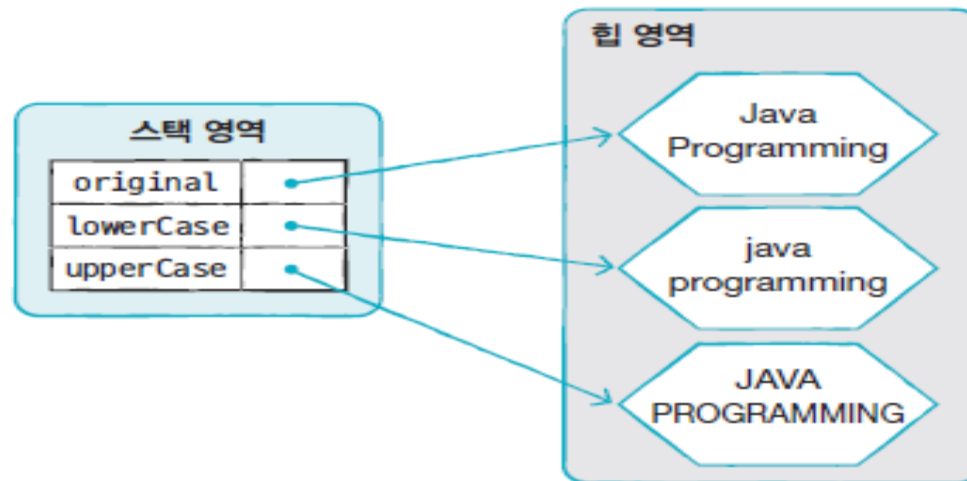 힙 영역
스택 영역
original
lowerCase
upperCase
Java
Programming
java
programming
JAVA
PROGRAMMING